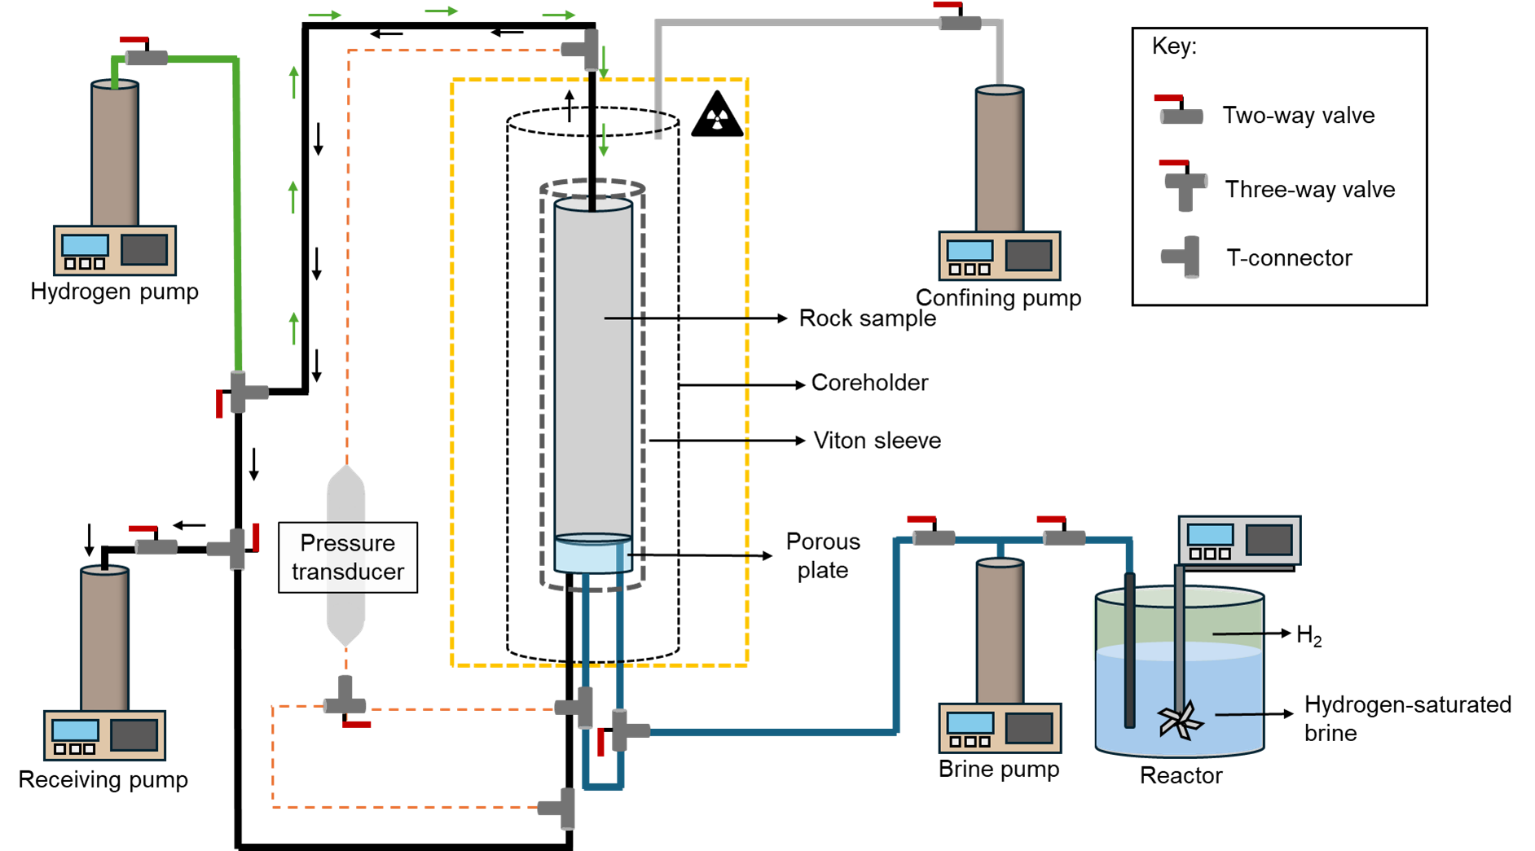 Key:
Two-way valve
Three-way valve
T-connector
Hydrogen pump
Confining pump
Rock sample
Coreholder
Viton sleeve
Pressure
transducer
Porous
plate
H2
Hydrogen-saturated
brine
Receiving pump
Brine pump
Reactor